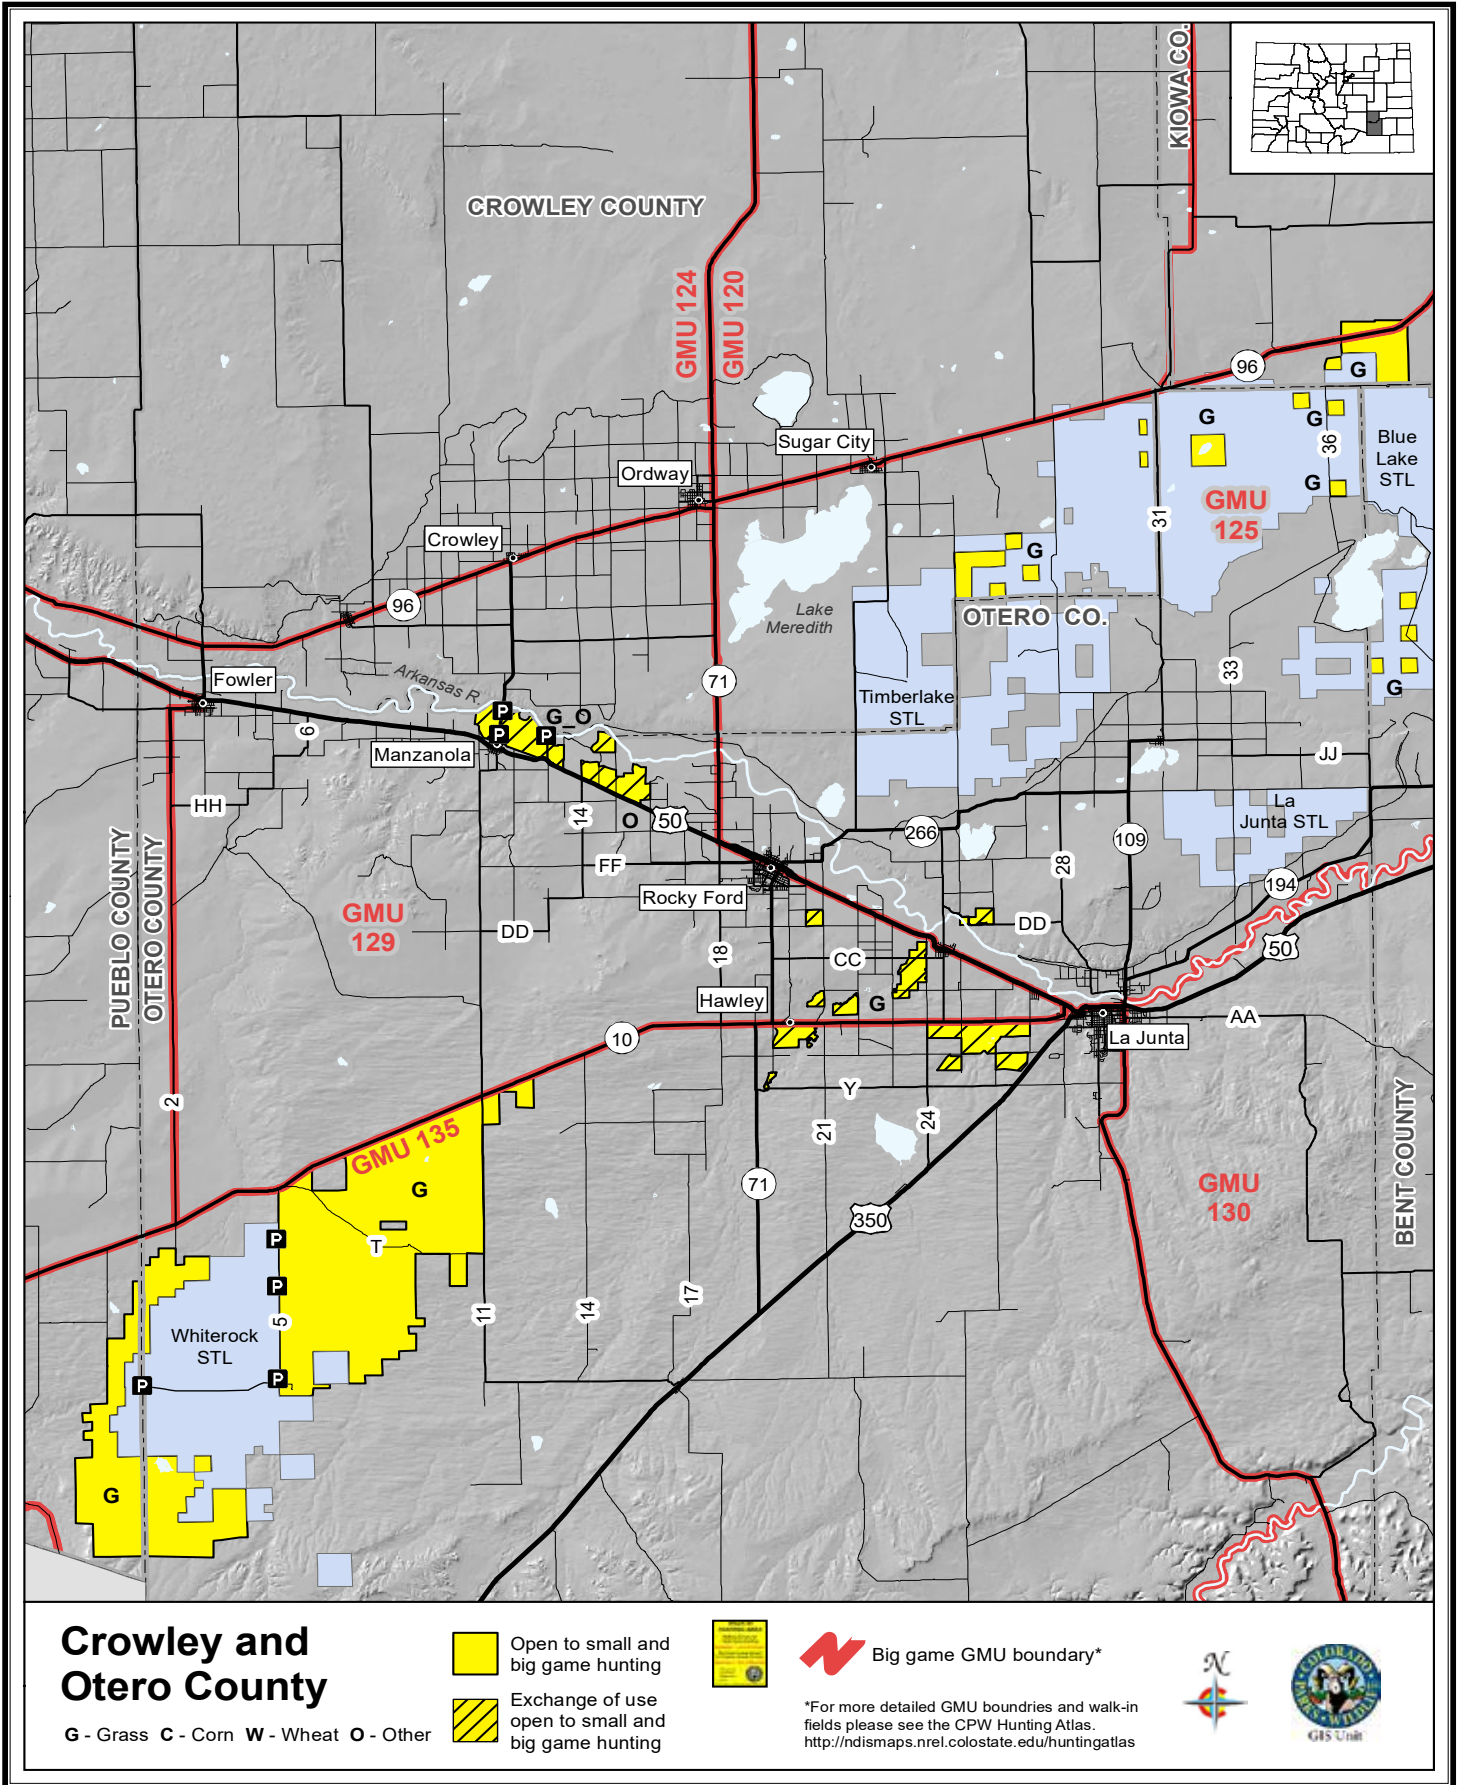 KIOWA CO.
CROWLEY COUNTY
GMU 124
GMU 120
96
G
Sugar City
Ordway
G
G
36
Blue
Lake
STL
G
GMU
125
31
Crowley
G
96
Lake
Meredith
OTERO CO.
33
Fowler
Arkansas R
71
Timberlake
STL
G
P
G_O
P
P
6
Manzanola
JJ
HH
14
O
50
La
Junta STL
266
109
28
FF
194
Rocky Ford
PUEBLO COUNTY
OTERO COUNTY
GMU
129
DD
DD
18
CC
50
Hawley
G
10
AA
La Junta
2
Y
21
24
GMU 135
G
71
GMU
130
BENT COUNTY
350
P
T
P
5
11
14
17
Whiterock
STL
P
P
G
Crowley and
Otero County
G - Grass C - Corn W - Wheat O - Other
Open to small and
big game hunting
Exchange of use
open to small and
big game hunting
Big game GMU boundary*
*For more detailed GMU boundries and walk-in
fields please see the CPW Hunting Atlas.
http://ndismaps.nrel.colostate.edu/huntingatlas
N
COLORADO
PARKS & WILDLIFE
GIS Unit